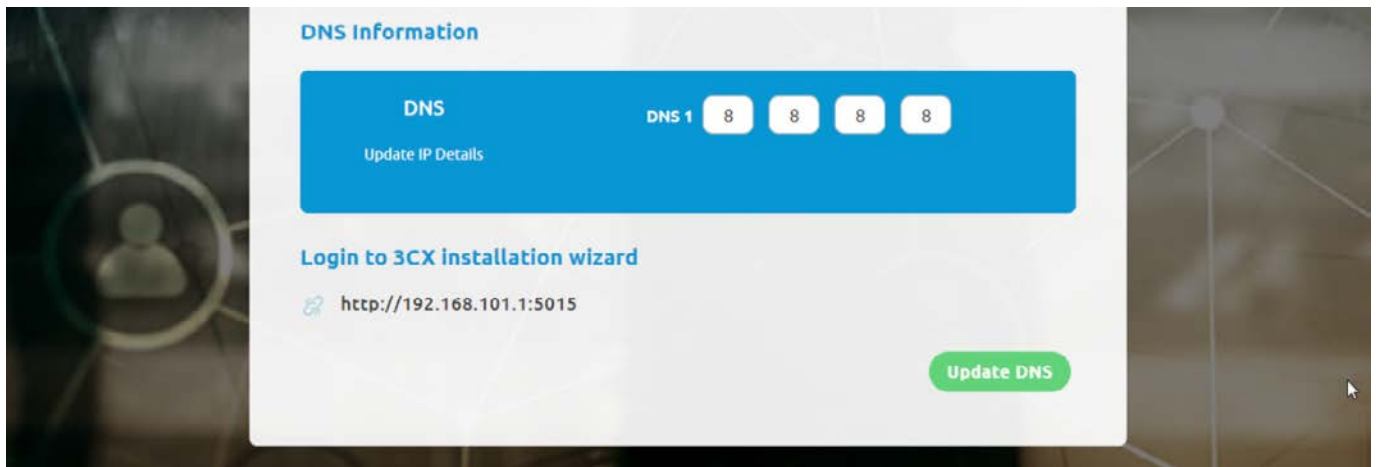 DNS Information
DNS
DNS 1 8 8 8 8
Update IP Details
Login to 3CX installation wizard
http://192.168.101.1:5015
Update DNS